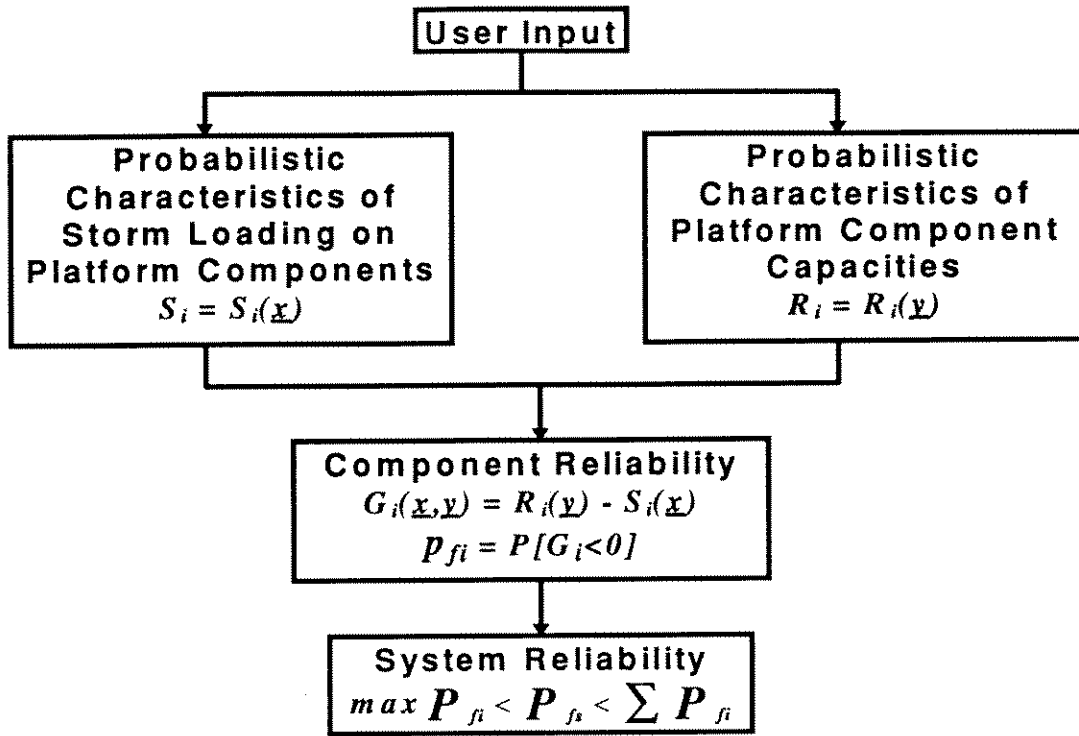 User Input
Probabilistic
Characteristics of
Storm Loading on
Platform Components
S_i = S_i(x̲)
Probabilistic
Characteristics of
Platform Component
Capacities
R_i = R_i(y̲)
Component Reliability
G_i(x̲,y̲) = R_i(y̲) - S_i(x̲)
p_fi = P[G_i<0]
System Reliability
max P_fi < P_fs < ∑ P_fi